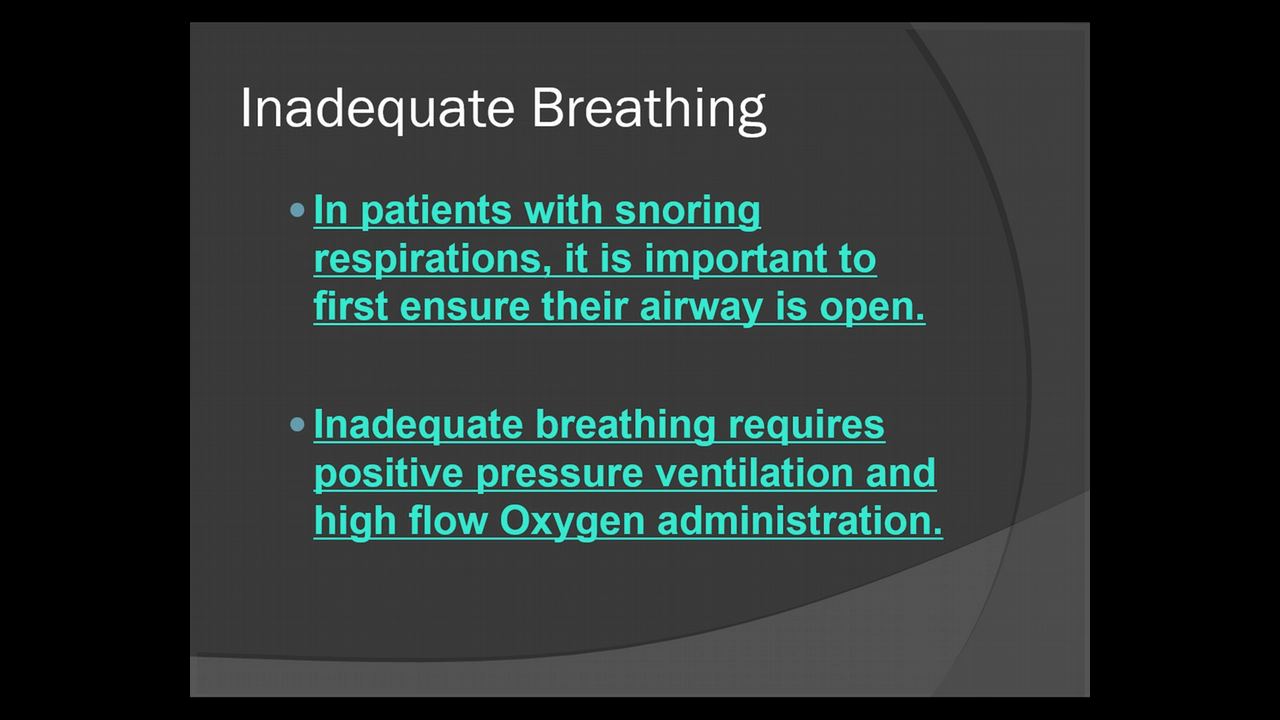 Inadequate Breathing
In patients with snoring
respirations, it is important to
first ensure their airway is open.
Inadequate breathing requires
positive pressure ventilation and
high flow Oxygen administration.